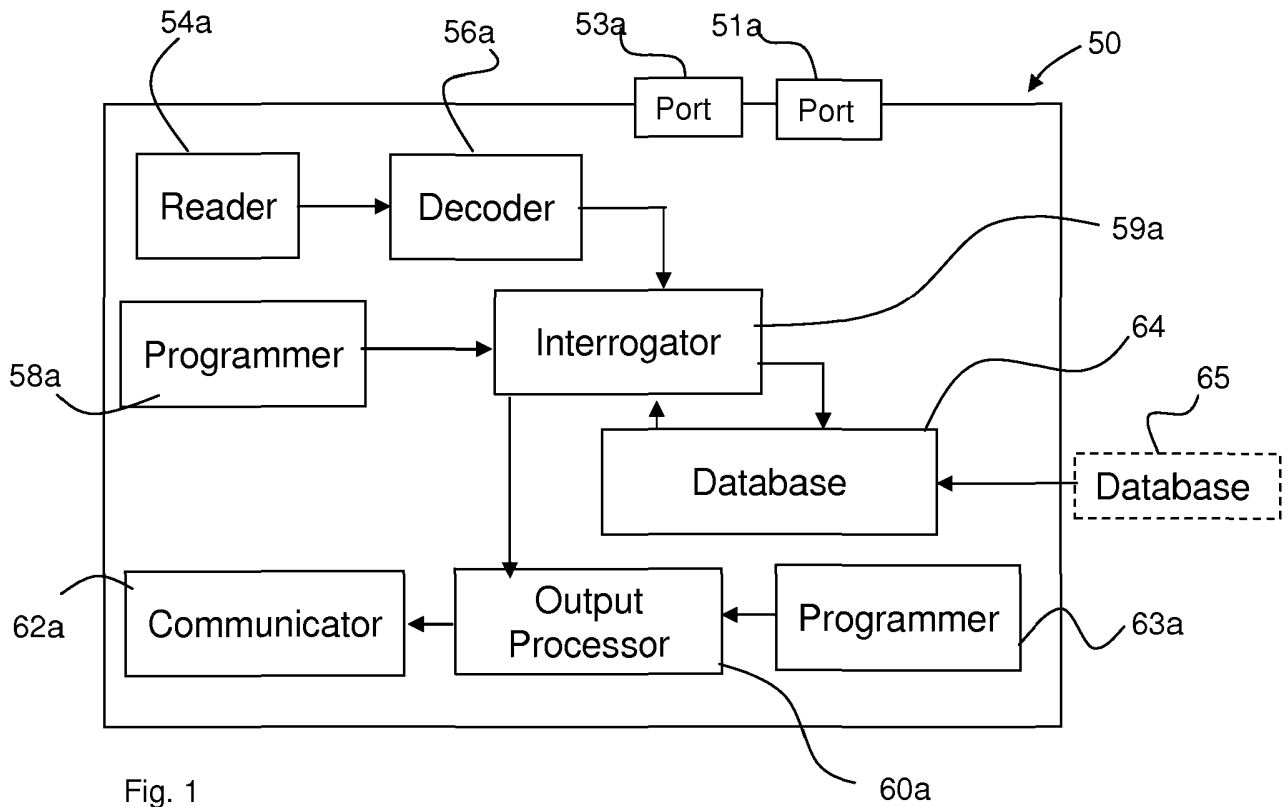 54a
56a
53a
51a
50
Port
Port
Reader
Decoder
59a
Programmer
Interrogator
64
58a
65
Database
Database
Communicator
Output
Processor
Programmer
62a
63a
60a
Fig. 1